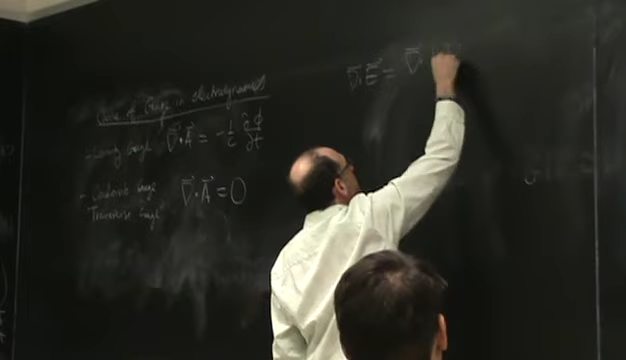 Choice of Gauge in electrodynamics
- Lorentz gauge ∇⃗·A⃗ = -1/c ∂φ/∂t
- Coulomb gauge ∇⃗·A⃗ = 0
Transverse gauge
∇⃗·E⃗ = ∇⃗·